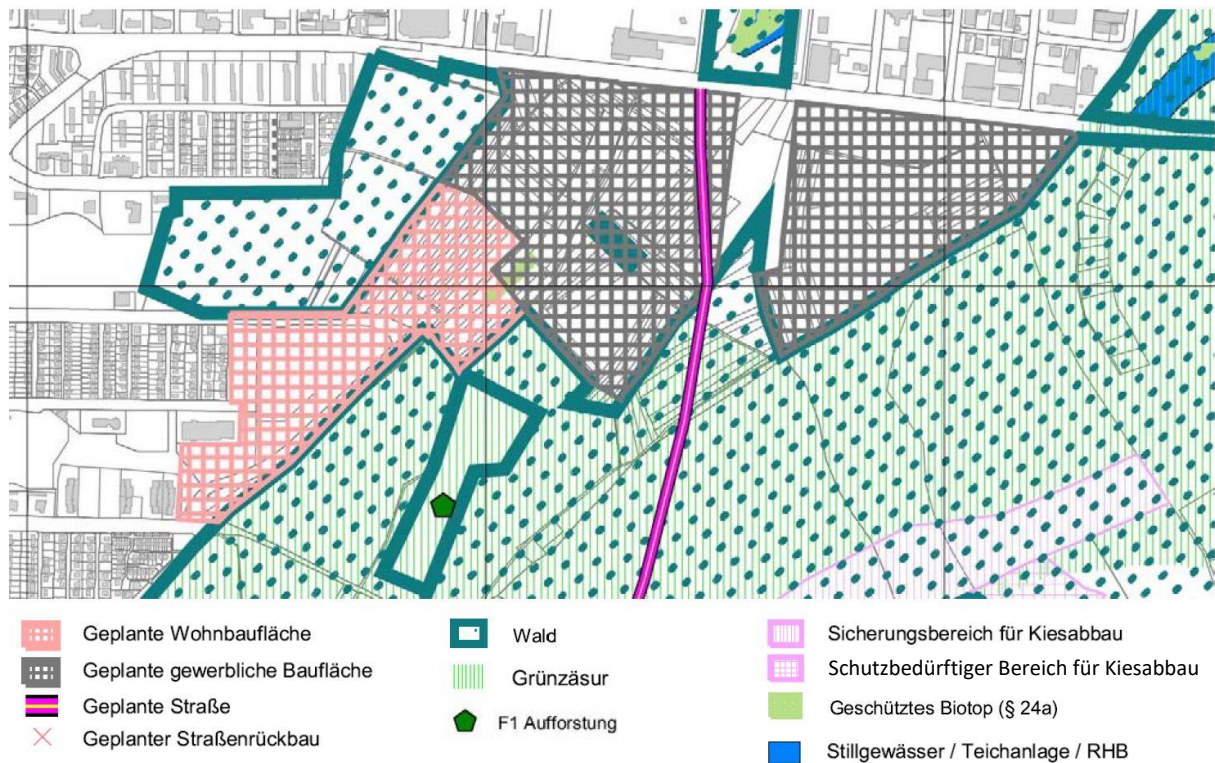 Geplante Wohnbaufläche
Geplante gewerbliche Baufläche
Geplante Straße
Geplanter Straßenrückbau
Wald
Grünzäsur
F1 Aufforstung
Sicherungsbereich für Kiesabbau
Schutzbedürftiger Bereich für Kiesabbau
Geschütztes Biotop (§ 24a)
Stillgewässer / Teichanlage / RHB